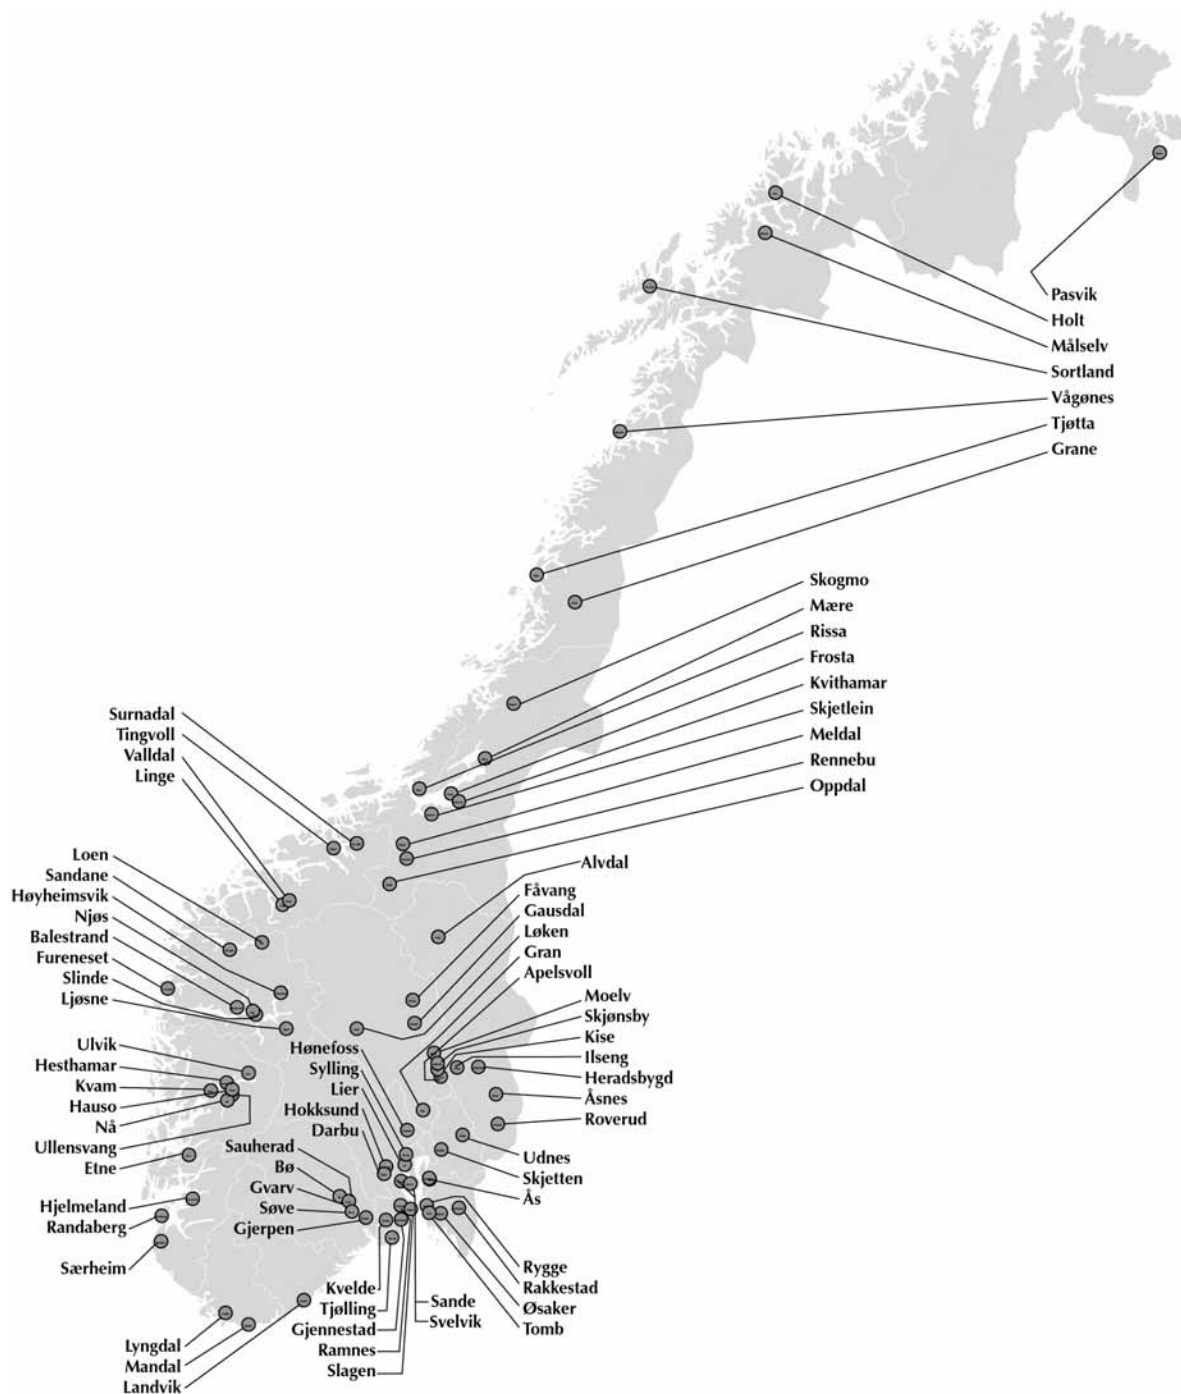 Pasvik
Holt
Målselv
Sortland
Vågønes
Tjøtta
Grane
Skogmo
Mære
Rissa
Frosta
Kvithamar
Skjetlein
Meldal
Rennebu
Oppdal
Surnadal
Tingvoll
Valldal
Linge
Loen
Sandane
Høyheimsvik
Njøs
Balestrand
Fureneset
Slinde
Ljøsne
Alvdal
Fåvang
Gausdal
Løken
Gran
Apelsvoll
Moelv
Skjønsby
Kise
Ilseng
Heradsbygd
Åsnes
Roverud
Hønefoss
Sylling
Lier
Hokksund
Darbu
Ulvik
Hesthamar
Kvam
Hauso
Nå
Ullensvang
Etne
Sauherad
Bø
Gvarv
Søve
Gjerpen
Udnes
Skjetten
Ås
Hjelmeland
Randaberg
Særheim
Rygge
Rakkestad
Øsaker
Tomb
Kvelde
Tjølling
Gjennestad
Ramnes
Slagen
Sande
Svelvik
Lyngdal
Mandal
Landvik